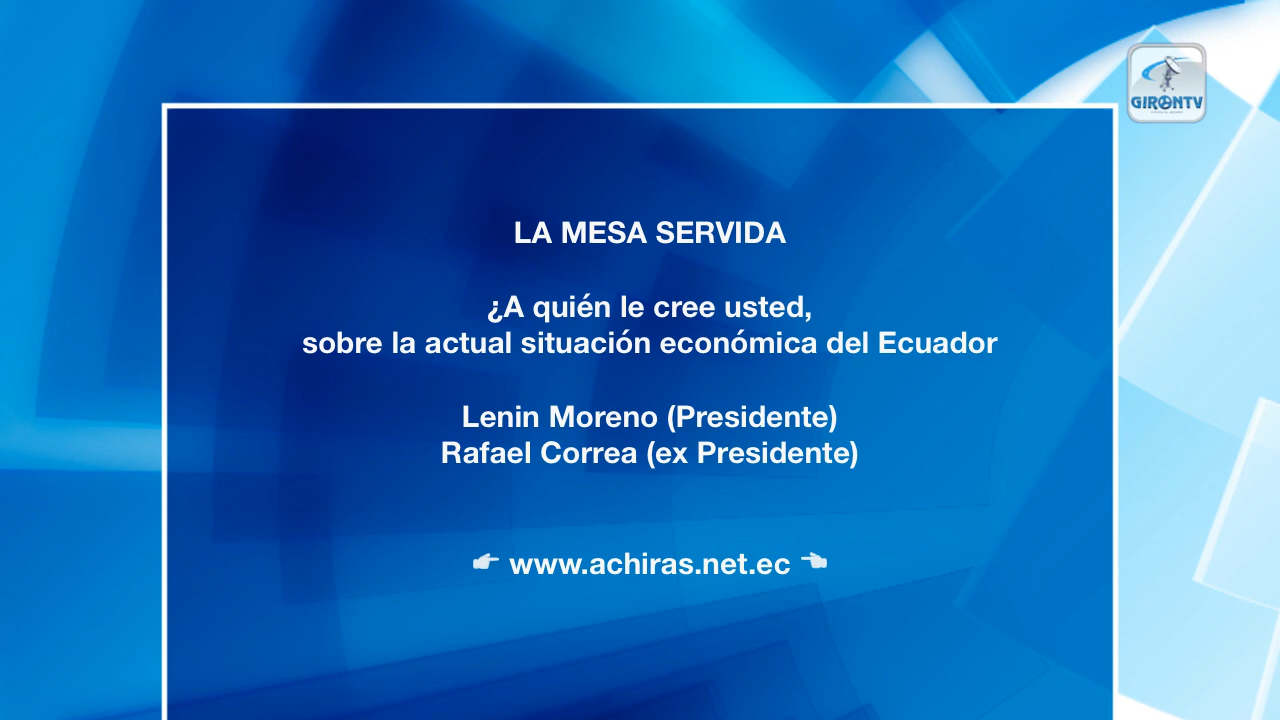 GIRONTV
LA MESA SERVIDA
¿A quién le cree usted,
sobre la actual situación económica del Ecuador
Lenin Moreno (Presidente)
Rafael Correa (ex Presidente)
www.achiras.net.ec